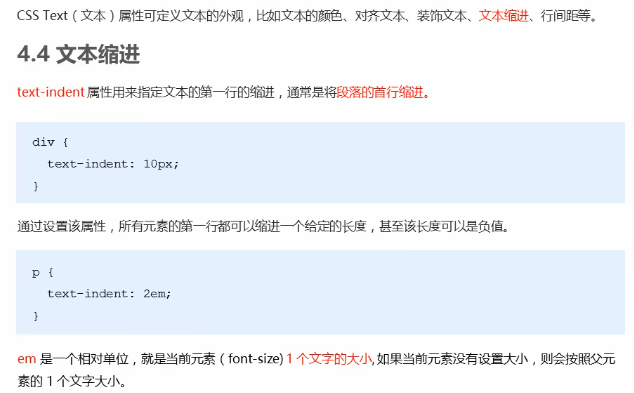 CSS Text（文本）属性可定义文本的外观，比如文本的颜色、对齐文本、装饰文本、文本缩进、行间距等。
4.4 文本缩进
text-indent 属性用来指定文本的第一行的缩进，通常是将段落的首行缩进。
div {
  text-indent: 10px;
}
通过设置该属性，所有元素的第一行都可以缩进一个给定的长度，甚至该长度可以是负值。
p {
  text-indent: 2em;
}
em 是一个相对单位，就是当前元素（font-size) 1 个文字的大小, 如果当前元素没有设置大小，则会按照父元
素的 1 个文字大小。